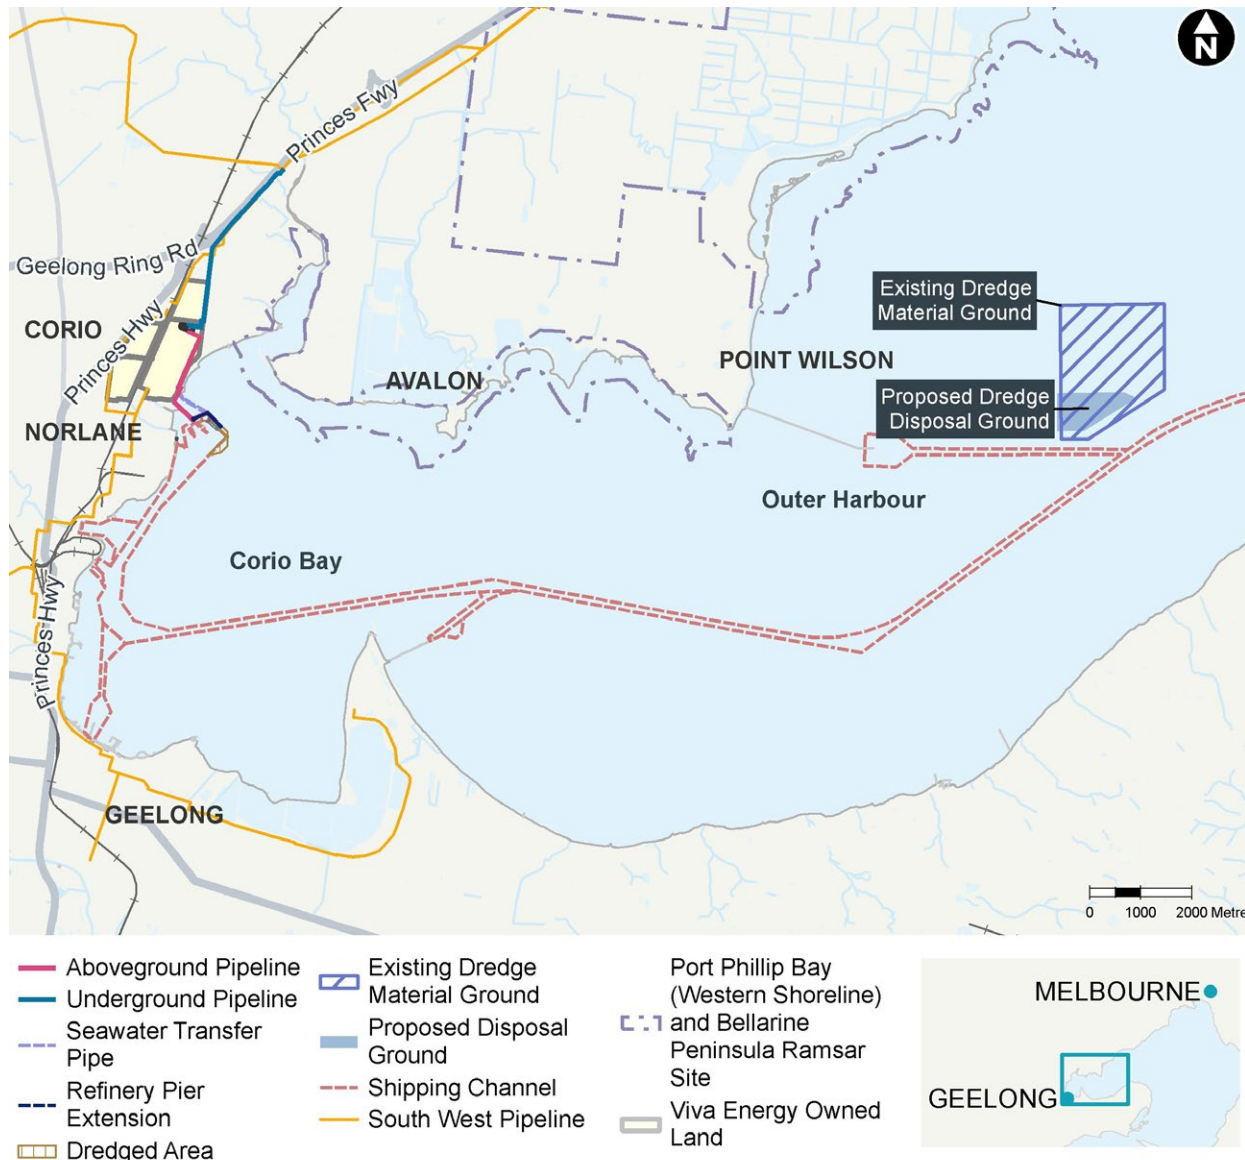 N
Princes Fwy
Geelong Ring Rd
Princes Hwy
CORIO
NORLANE
AVALON
POINT WILSON
Existing Dredge
Material Ground
Proposed Dredge
Disposal Ground
Outer Harbour
Corio Bay
Princes Hwy
GEELONG
0 1000 2000 Metre
Aboveground Pipeline
Underground Pipeline
Seawater Transfer
Pipe
Refinery Pier
Extension
Dredged Area
Existing Dredge
Material Ground
Proposed Disposal
Ground
Shipping Channel
South West Pipeline
Port Phillip Bay
(Western Shoreline)
and Bellarine
Peninsula Ramsar
Site
Viva Energy Owned
Land
MELBOURNE
GEELONG